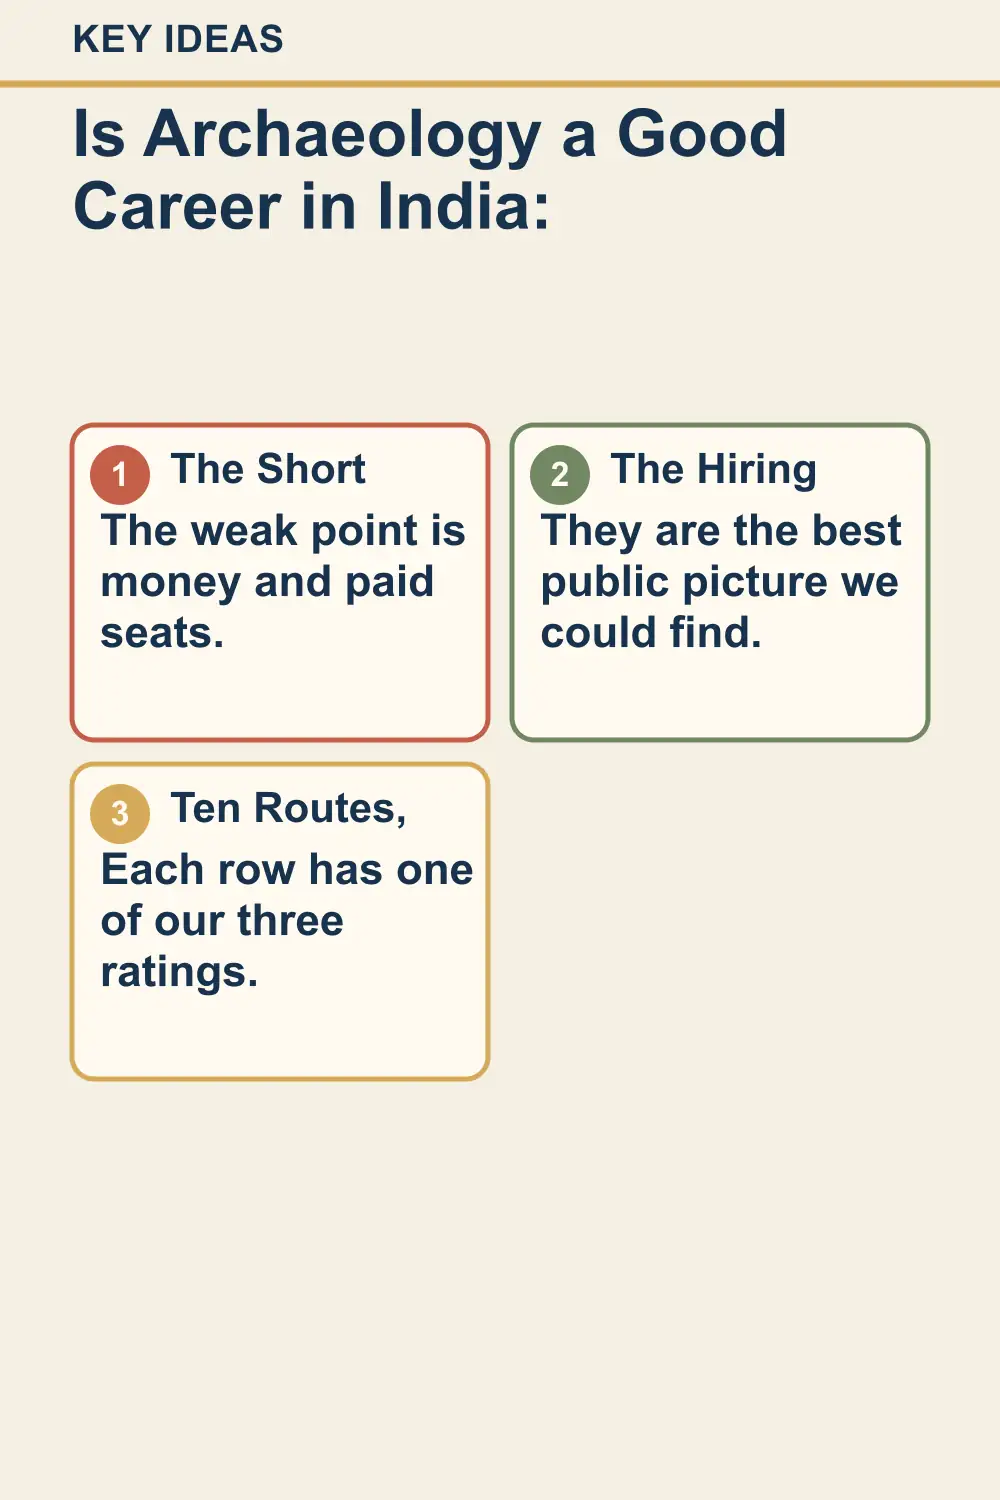 KEY IDEAS
Is Archaeology a Good
Career in India:
1 The Short
The weak point is
money and paid
seats.
2 The Hiring
They are the best
public picture we
could find.
3 Ten Routes,
Each row has one
of our three
ratings.